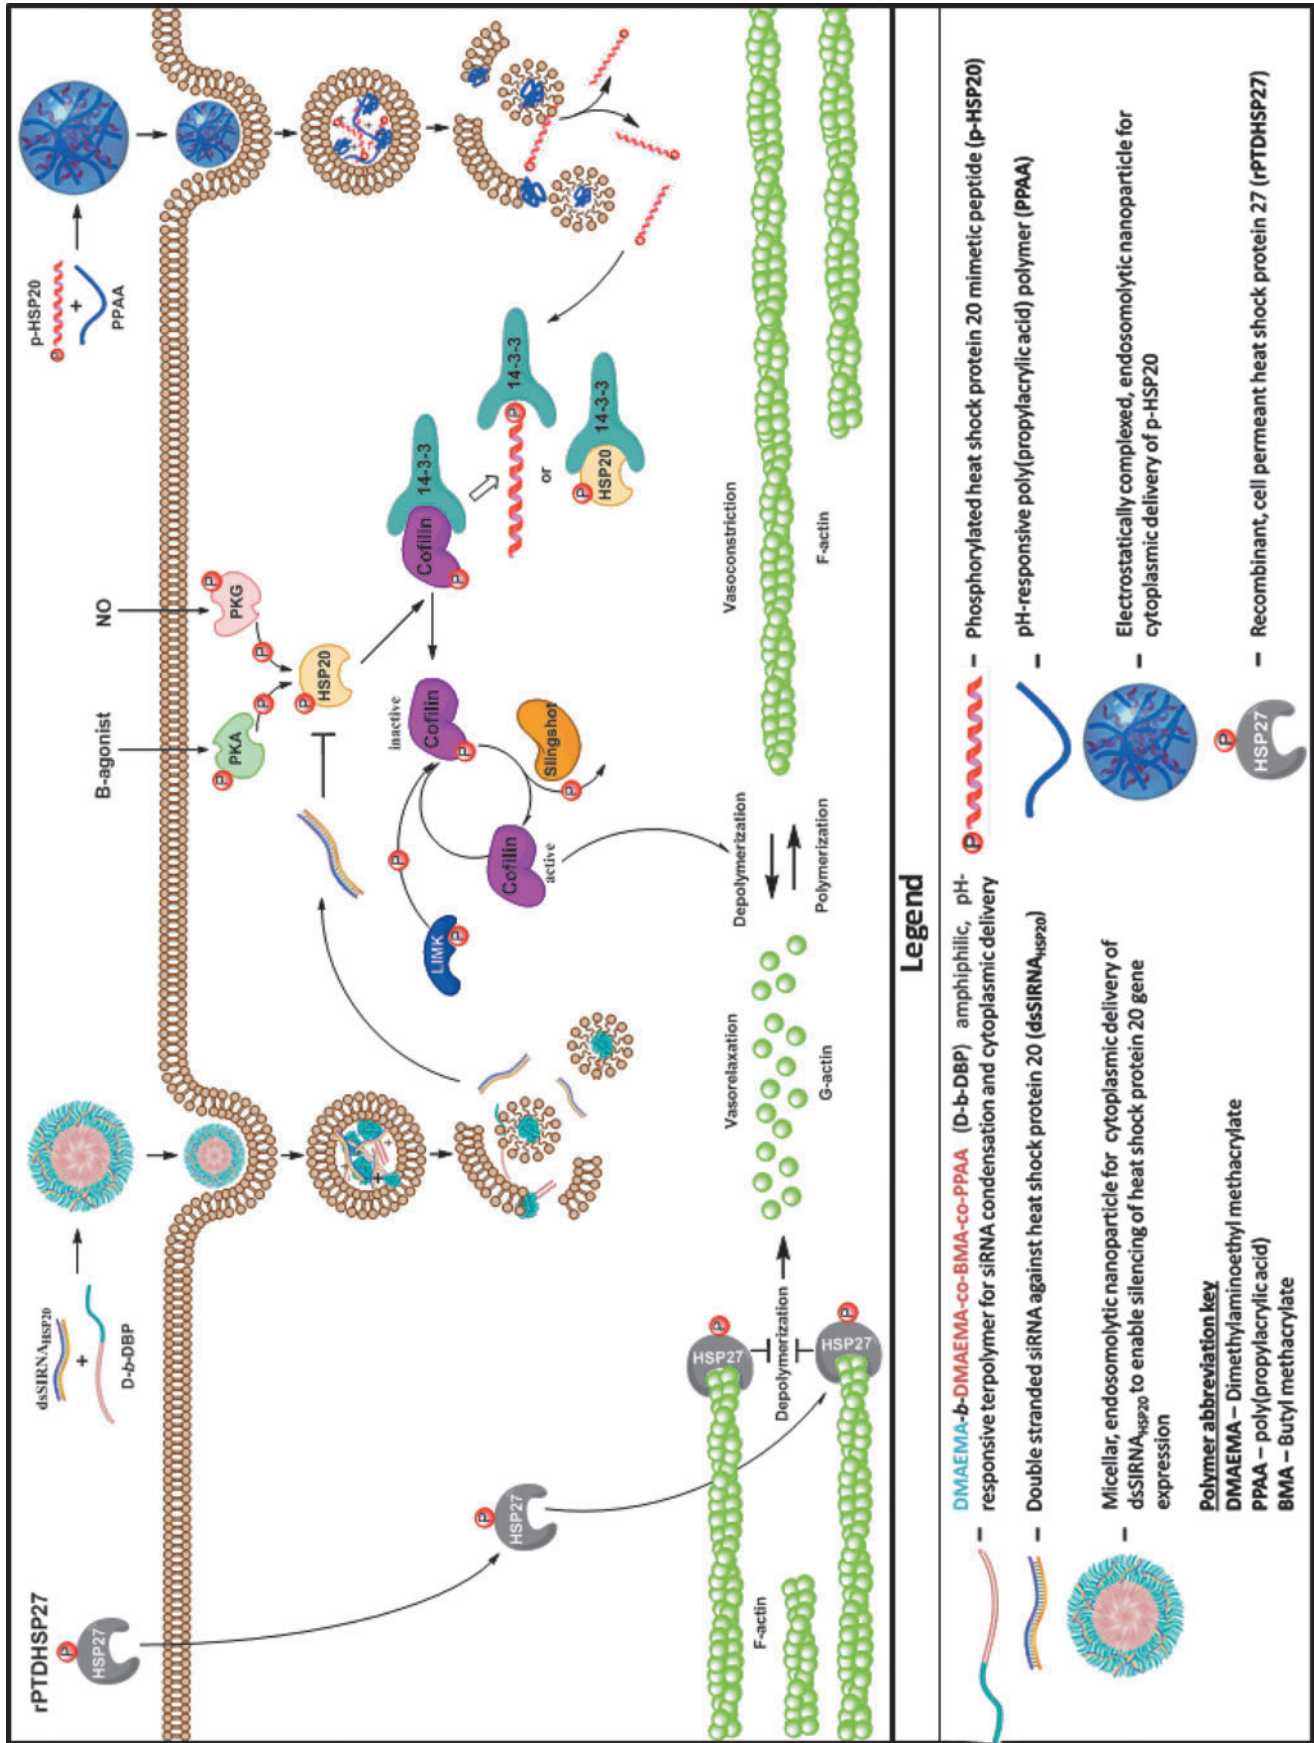 rPTDHSP27
P
HSP27
dsSIRNAHSP20
+
D-b-DBP
B-agonist
NO
p-HSP20
P
+
PPAA
P
PKA
P
P
PKG
P
P
HSP20
inactive
Cofilin
P
Slingshot
P
Cofilin
active
P
LIMK
P
Cofilin
P
14-3-3
14-3-3
P
or
P
HSP20
14-3-3
P
HSP27
F-actin
HSP27
P
Depolymerization
HSP27
P
Vasorelaxation
G-actin
Depolymerization
Polymerization
Vasoconstriction
F-actin
Legend
– DMAEMA-b-DMAEMA-co-BMA-co-PPAA (D-b-DBP) amphiphilic, pH-
responsive terpolymer for siRNA condensation and cytoplasmic delivery
– Double stranded siRNA against heat shock protein 20 (dsSIRNAHSP20)
– Micellar, endosomolytic nanoparticle for cytoplasmic delivery of
dsSIRNAHSP20 to enable silencing of heat shock protein 20 gene
expression
Polymer abbreviation key
DMAEMA – Dimethylaminoethyl methacrylate
PPAA – poly(propylacrylic acid)
BMA – Butyl methacrylate
P
– Phosphorylated heat shock protein 20 mimetic peptide (p-HSP20)
– pH-responsive poly(propylacrylic acid) polymer (PPAA)
– Electrostatically complexed, endosomolytic nanoparticle for
cytoplasmic delivery of p-HSP20
P
HSP27
– Recombinant, cell permeant heat shock protein 27 (rPTDHSP27)